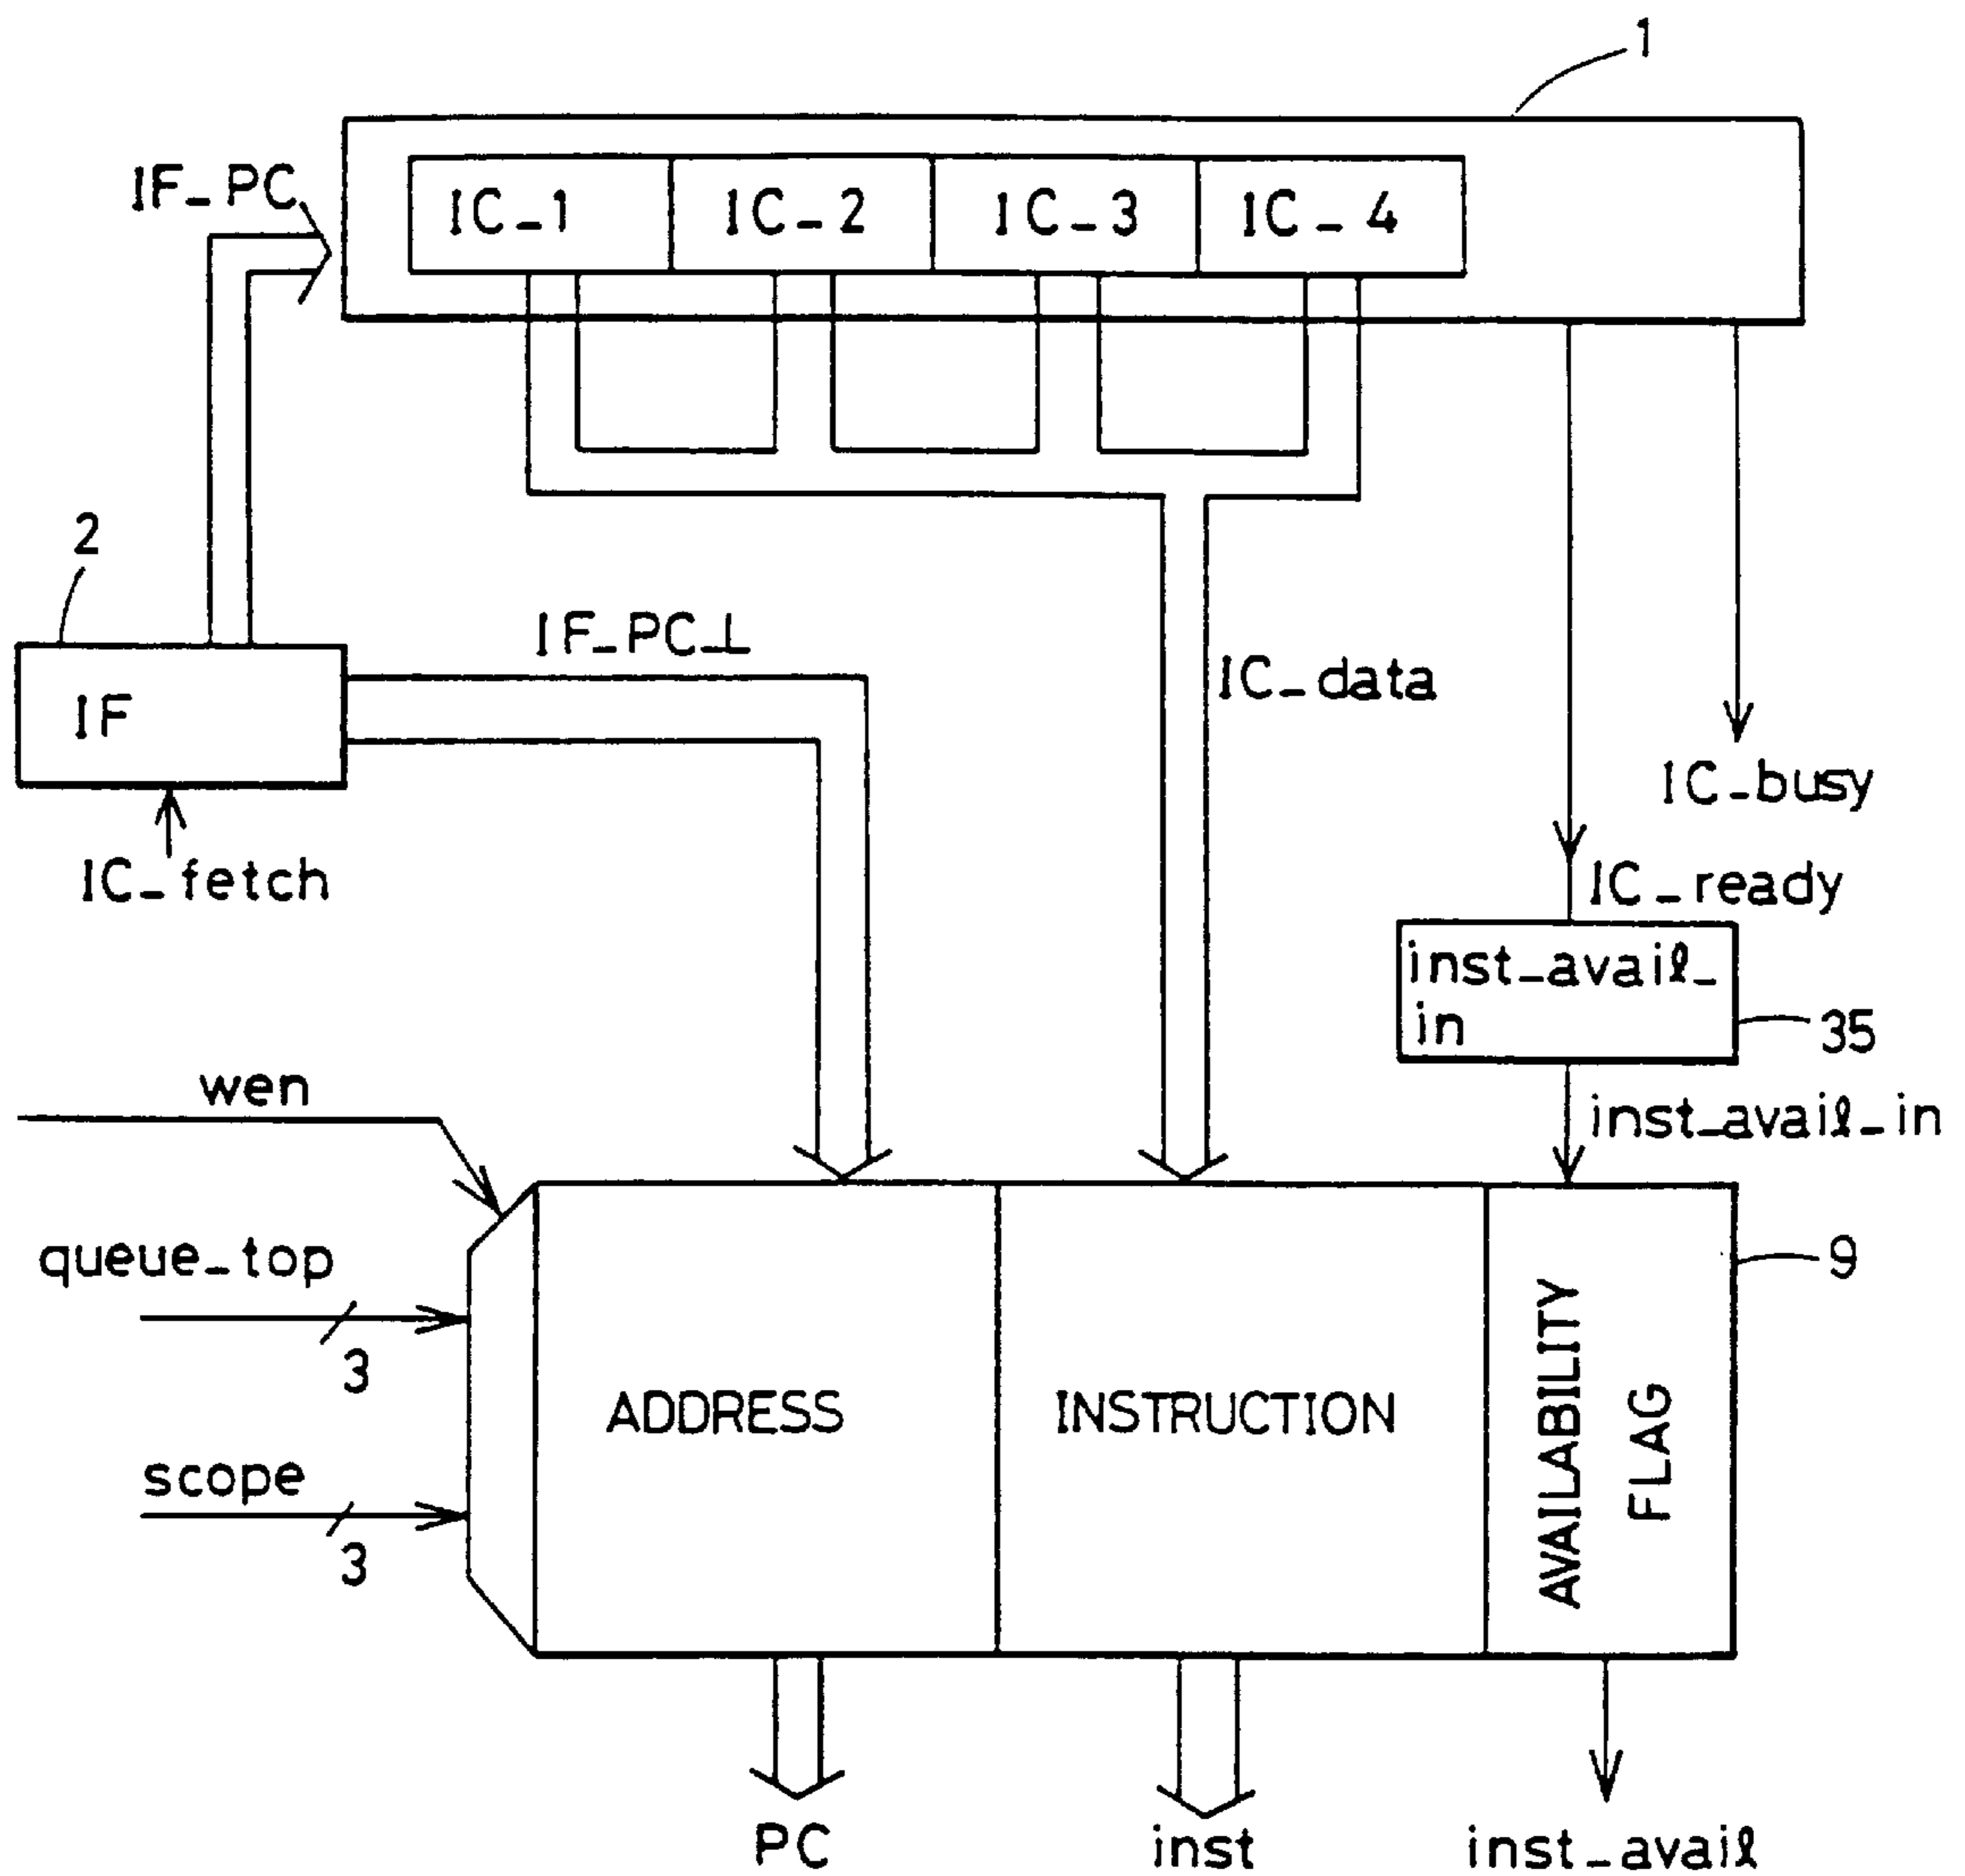 1
IF_PC
IC_1
IC_2
IC_3
IC_4
2
IF_PC_L
IC_data
IF
IC_busy
IC_fetch
IC_ready
inst_avail_
in
35
wen
inst_avail_in
queue_top
9
3
ADDRESS
INSTRUCTION
AVAILABILITY
FLAG
scope
3
PC
inst
inst_avail